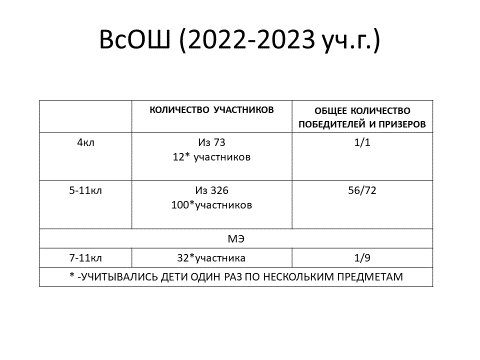 ВсОШ (2022-2023 уч.г.)
КОЛИЧЕСТВО УЧАСТНИКОВ
ОБЩЕЕ КОЛИЧЕСТВО
ПОБЕДИТЕЛЕЙ И ПРИЗЕРОВ
4кл
Из 73
12* участников
1/1
5-11кл
Из 326
100*участников
56/72
МЭ
7-11кл
32*участника
1/9
* -УЧИТЫВАЛИСЬ ДЕТИ ОДИН РАЗ ПО НЕСКОЛЬКИМ ПРЕДМЕТАМ